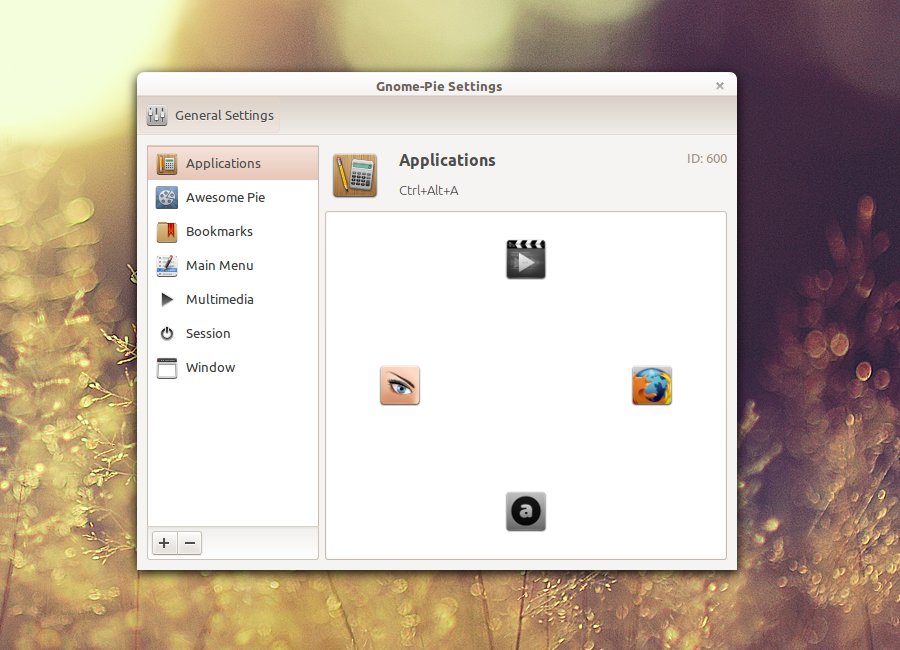 Gnome-Pie Settings
General Settings
Applications
Awesome Pie
Bookmarks
Main Menu
Multimedia
Session
Window
Applications
ID: 600
Ctrl+Alt+A
a